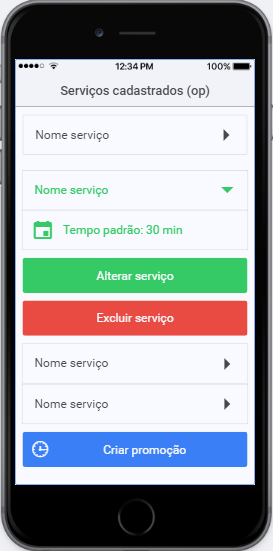 12:34 PM 100%
Serviços cadastrados (op)
Nome serviço
Nome serviço
Tempo padrão: 30 min
Alterar serviço
Excluir serviço
Nome serviço
Nome serviço
Criar promoção